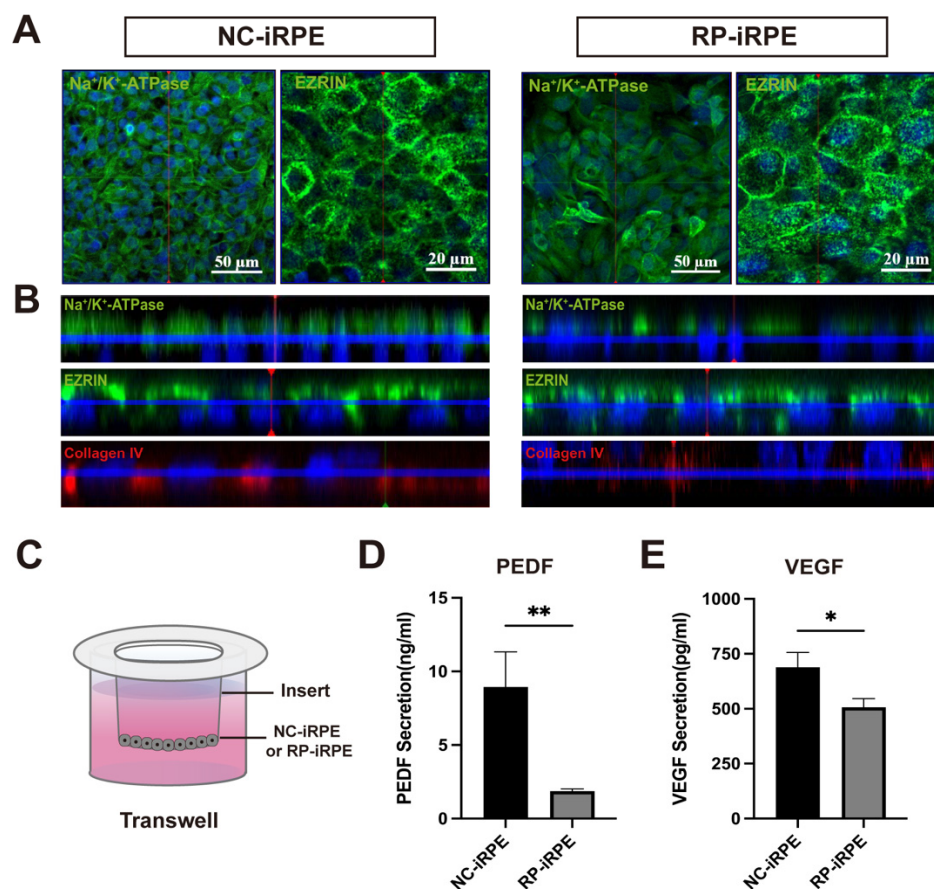 A
NC-iRPE
RP-iRPE
Na⁺/K⁺-ATPase
EZRIN
Na⁺/K⁺-ATPase
EZRIN
50 μm
20 μm
50 μm
20 μm
B
Na⁺/K⁺-ATPase
Na⁺/K⁺-ATPase
EZRIN
EZRIN
Collagen IV
Collagen IV
C
Insert
NC-iRPE
or RP-iRPE
Transwell
D
PEDF
PEDF Secretion(ng/ml)
15
10
5
0
**
NC-iRPE
RP-iRPE
E
VEGF
VEGF Secretion(pg/ml)
1000
750
500
250
0
*
NC-iRPE
RP-iRPE